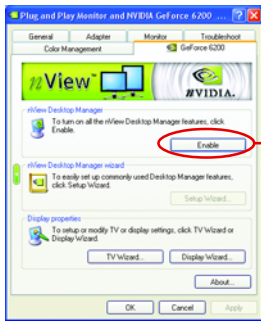 Plug and Play Monitor and NVIDIA GeForce 6200 ...
General
Adapter
Monitor
Troubleshoot
Color Management
GeForce 6200
nView
NVIDIA.
nView Desktop Manager
To turn on all the nView Desktop Manager features, click
Enable.
Enable
nView Desktop Manager wizard
To easily set up commonly used Desktop Manager features,
click Setup Wizard.
Setup Wizard...
Display properties
To setup or modify TV or display settings, click TV Wizard or
Display Wizard.
TV Wizard...
Display Wizard...
About...
OK
Cancel
Apply